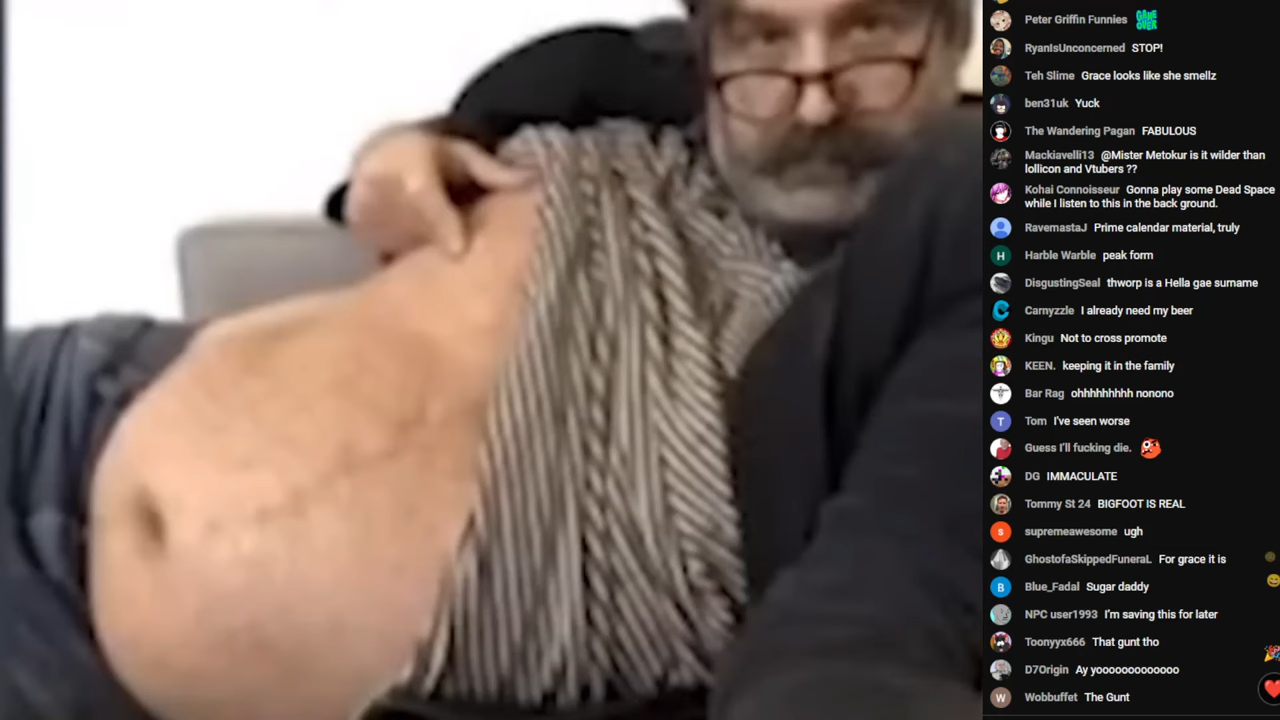 Peter Griffin Funnies GAME OVER
RyanIsUnconcerned STOP!
Teh Slime Grace looks like she smellz
ben31uk Yuck
The Wandering Pagan FABULOUS
Mackiavelli13 @Mister Metokur is it wilder than
lollicon and Vtubers ??
Kohai Connoisseur Gonna play some Dead Space
while I listen to this in the back ground.
RavemastaJ Prime calendar material, truly
H Harble Warble peak form
DisgustingSeal thworp is a Hella gae surname
Carnyzzle I already need my beer
Kingu Not to cross promote
KEEN. keeping it in the family
Bar Rag ohhhhhhhhh nonono
T Tom I've seen worse
Guess I'll fucking die.
DG IMMACULATE
Tommy St 24 BIGFOOT IS REAL
s supremeawesome ugh
GhostofaSkippedFuneraL For grace it is
B Blue_Fadal Sugar daddy
NPC user1993 I'm saving this for later
Toonyyx666 That gunt tho
D7Origin Ay yooooooooooooo
W Wobbuffet The Gunt